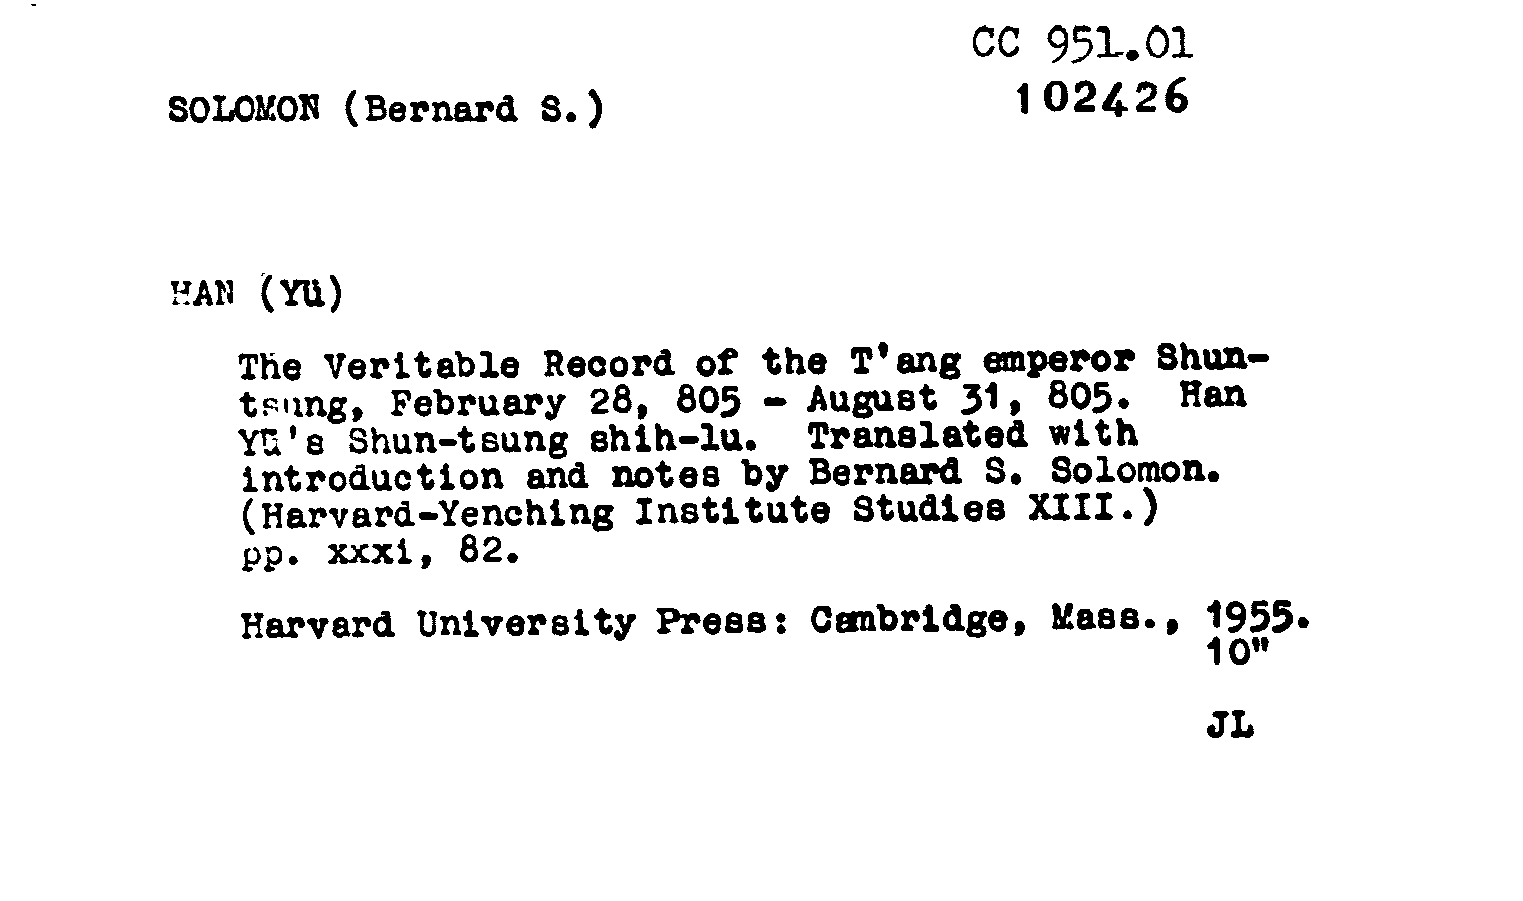 CC 951.01
102426
SOLOMON (Bernard S.)
HAN (Yü)
The Veritable Record of the T'ang emperor Shun-
tsung, February 28, 805 - August 31, 805. Han
Yü's Shun-tsung shih-lu. Translated with
introduction and notes by Bernard S. Solomon.
(Harvard-Yenching Institute Studies XIII.)
pp. xxxi, 82.
Harvard University Press: Cambridge, Mass., 1955.
10"
JL